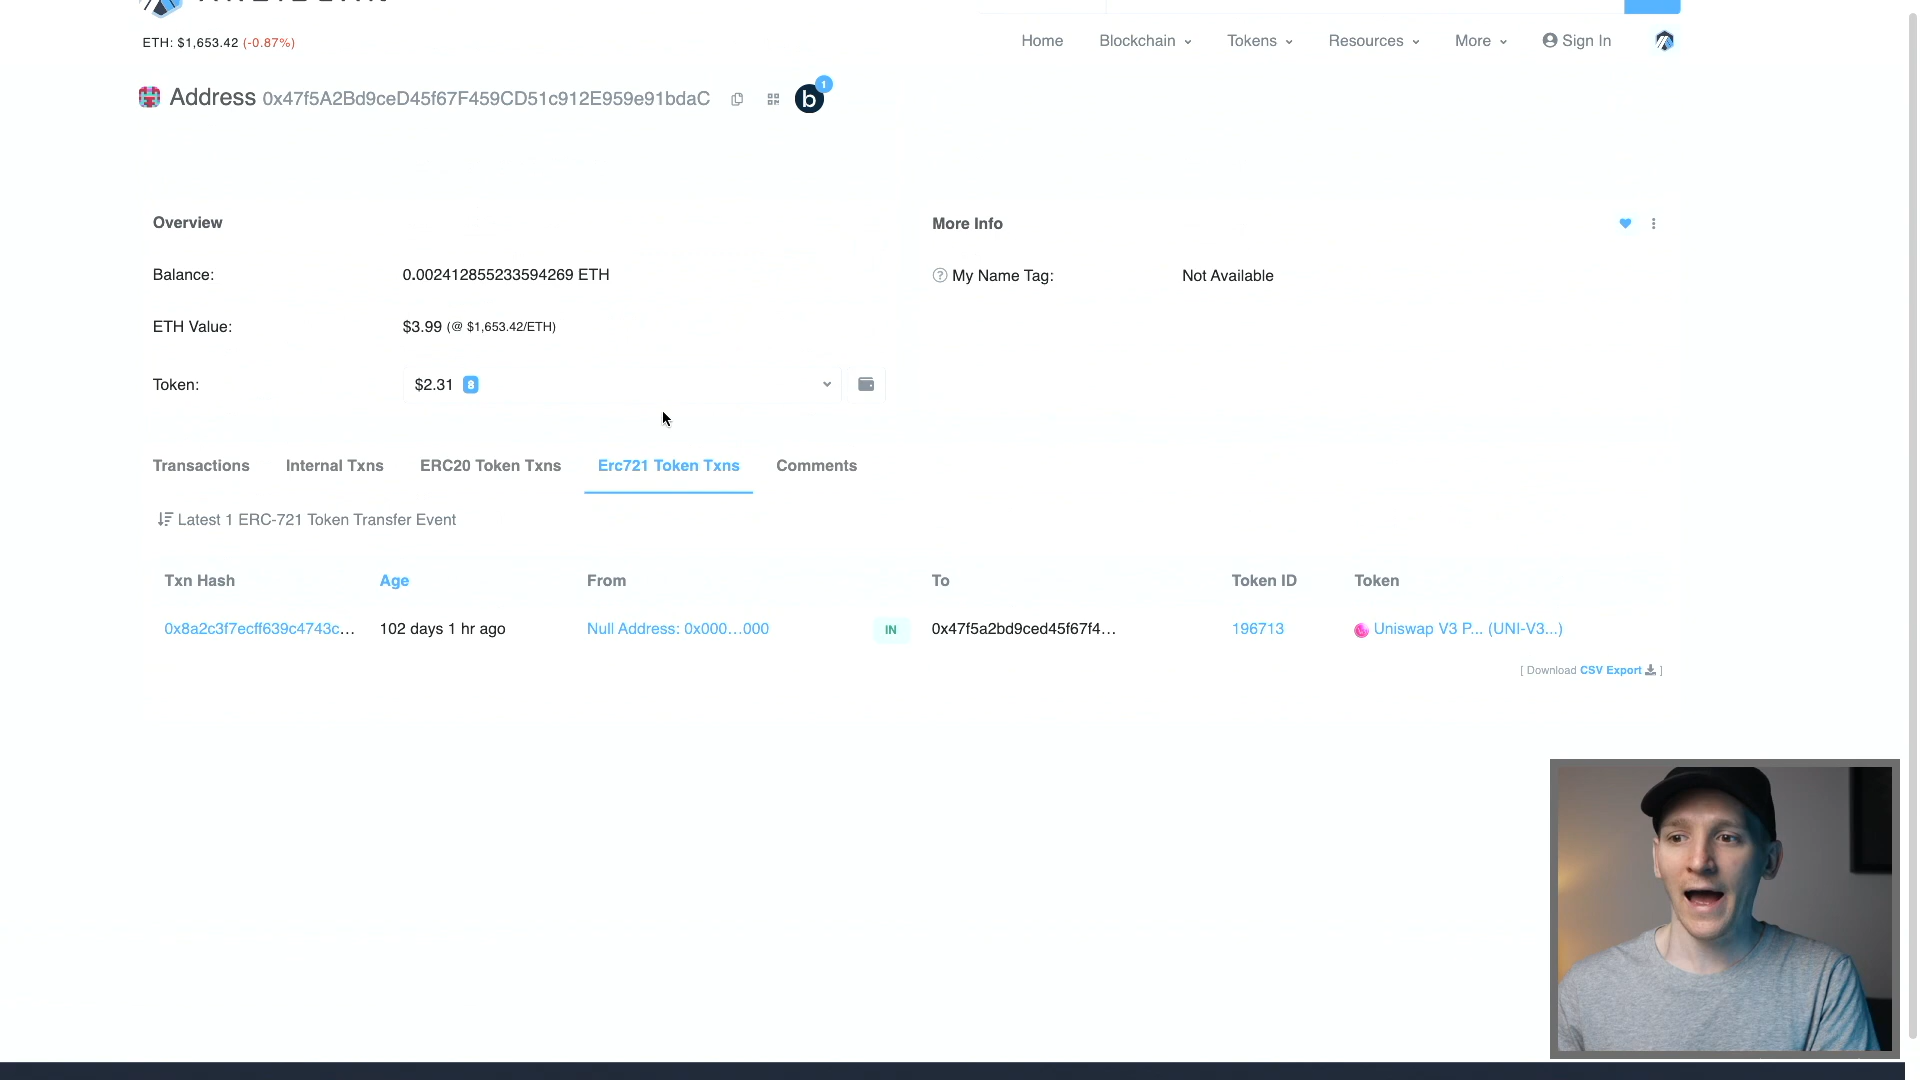 ETH: $1,653.42 (-0.87%)
Home Blockchain Tokens Resources More Sign In
Address 0x47f5A2Bd9ceD45f67F459CD51c912E959e91bdaC b 1
Overview
More Info
Balance: 0.002412855233594269 ETH
My Name Tag: Not Available
ETH Value: $3.99 (@ $1,653.42/ETH)
Token: $2.31 8
Transactions Internal Txns ERC20 Token Txns Erc721 Token Txns Comments
Latest 1 ERC-721 Token Transfer Event
Txn Hash Age From To Token ID Token
0x8a2c3f7ecff639c4743c... 102 days 1 hr ago Null Address: 0x000...000 IN 0x47f5a2bd9ced45f67f4... 196713 Uniswap V3 P... (UNI-V3...)
[ Download CSV Export ]